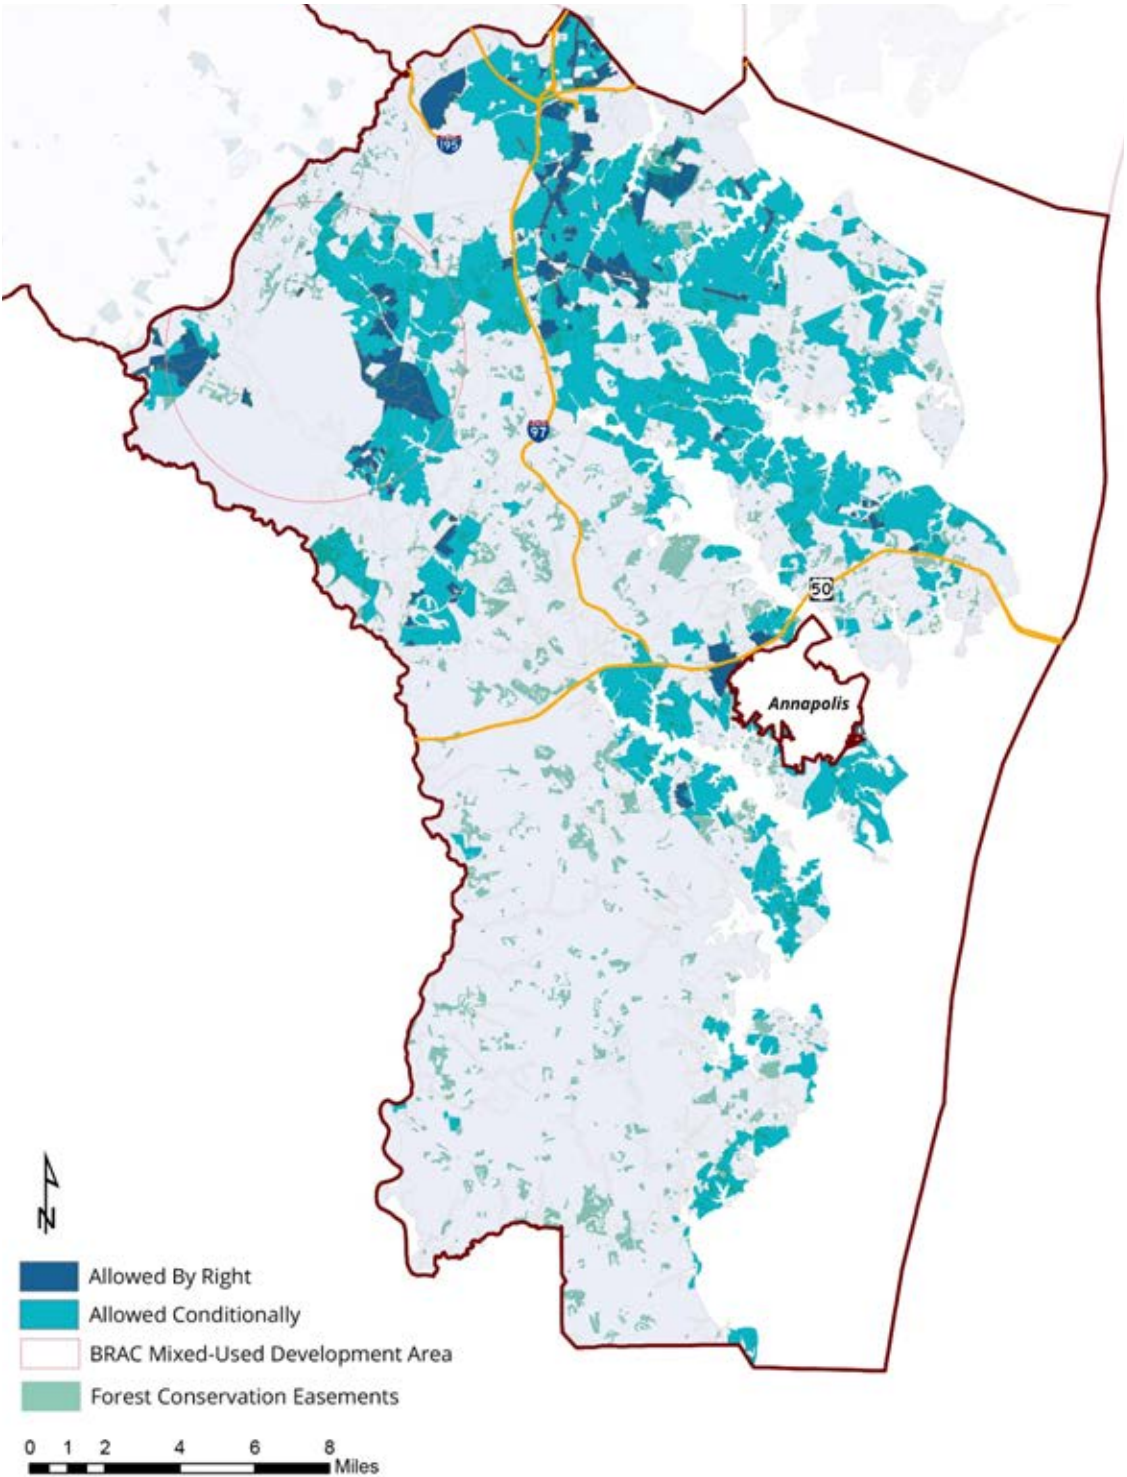 195
97
50
Annapolis
N
Allowed By Right
Allowed Conditionally
BRAC Mixed-Used Development Area
Forest Conservation Easements
0 1 2 4 6 8
Miles